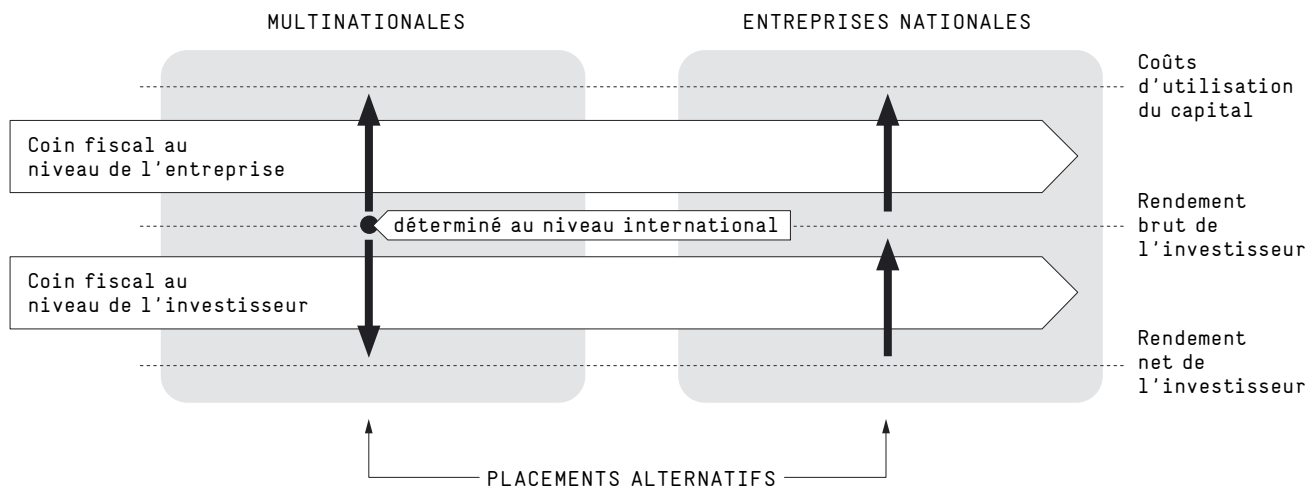 MULTINATIONALES
ENTREPRISES NATIONALES
Coûts
d'utilisation
du capital
Coin fiscal au
niveau de l'entreprise
déterminé au niveau international
Rendement
brut de
l'investisseur
Coin fiscal au
niveau de l'investisseur
Rendement
net de
l'investisseur
PLACEMENTS ALTERNATIFS